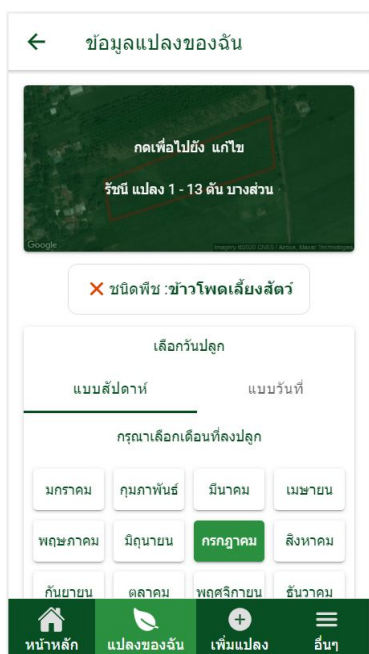 ข้อมูลแปลงของฉัน
กดเพื่อไปยัง แก้ไข
รัชนี แปลง 1 - 13 ตัน บางส่วน
Google
Imagery ©2020 CNES / Airbus, Maxar Technologies
ชนิดพืช :ข้าวโพดเลี้ยงสัตว์
เลือกวันปลูก
แบบสัปดาห์ แบบวันที่
กรุณาเลือกเดือนที่ลงปลูก
มกราคม กุมภาพันธ์ มีนาคม เมษายน
พฤษภาคม มิถุนายน กรกฎาคม สิงหาคม
กันยายน ตุลาคม พฤศจิกายน ธันวาคม
หน้าหลัก แปลงของฉัน เพิ่มแปลง อื่นๆ